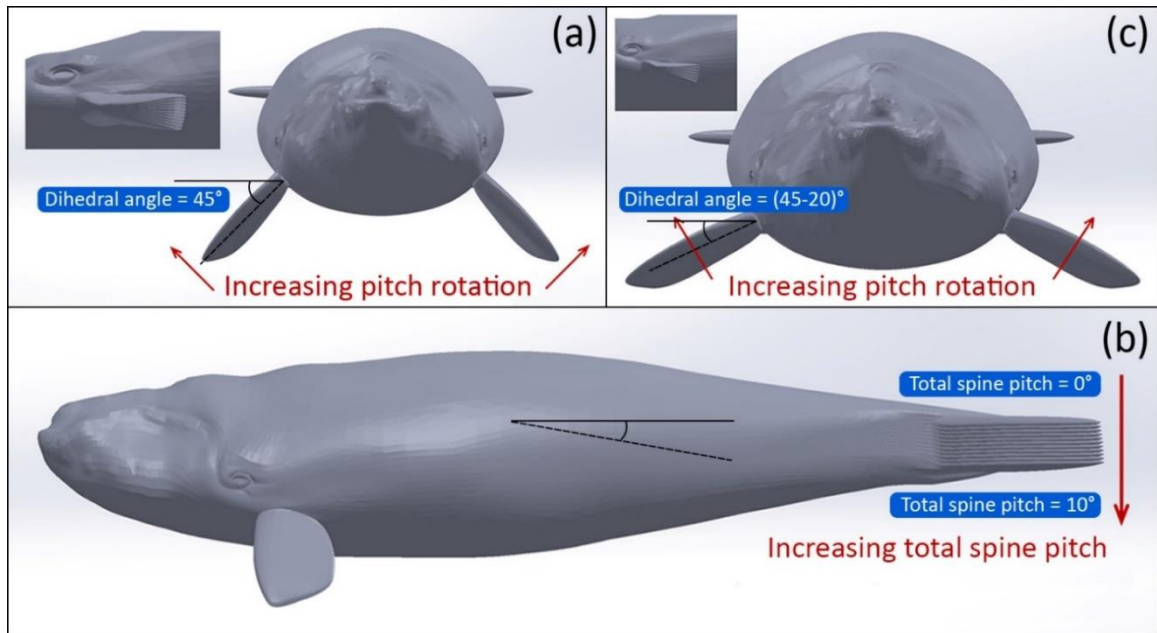 (a)
Dihedral angle = 45°
Increasing pitch rotation
(c)
Dihedral angle = (45-20)°
Increasing pitch rotation
(b)
Total spine pitch = 0°
Total spine pitch = 10°
Increasing total spine pitch